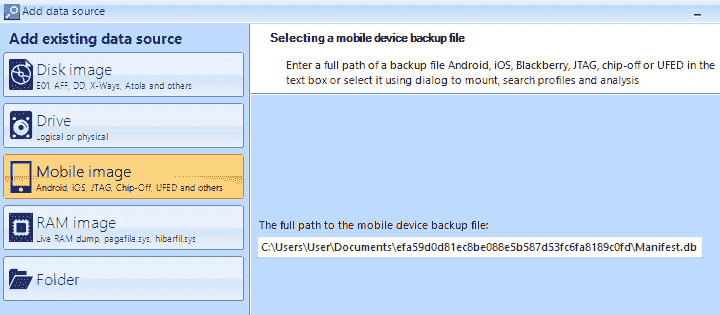 Add data source
Add existing data source
Disk image
E01, AFF, DD, X-Ways, Atola and others
Drive
Logical or physical
Mobile image
Android, iOS, JTAG, Chip-Off, UFED and others
RAM image
Live RAM dump, pagefile.sys, hiberfil.sys
Folder
Selecting a mobile device backup file
Enter a full path of a backup file Android, iOS, Blackberry, JTAG, chip-off or UFED in the
text box or select it using dialog to mount, search profiles and analysis
The full path to the mobile device backup file:
C:\Users\User\Documents\efa59d0d81ec8be088e5b587d53fc6fa8189c0fd\Manifest.db